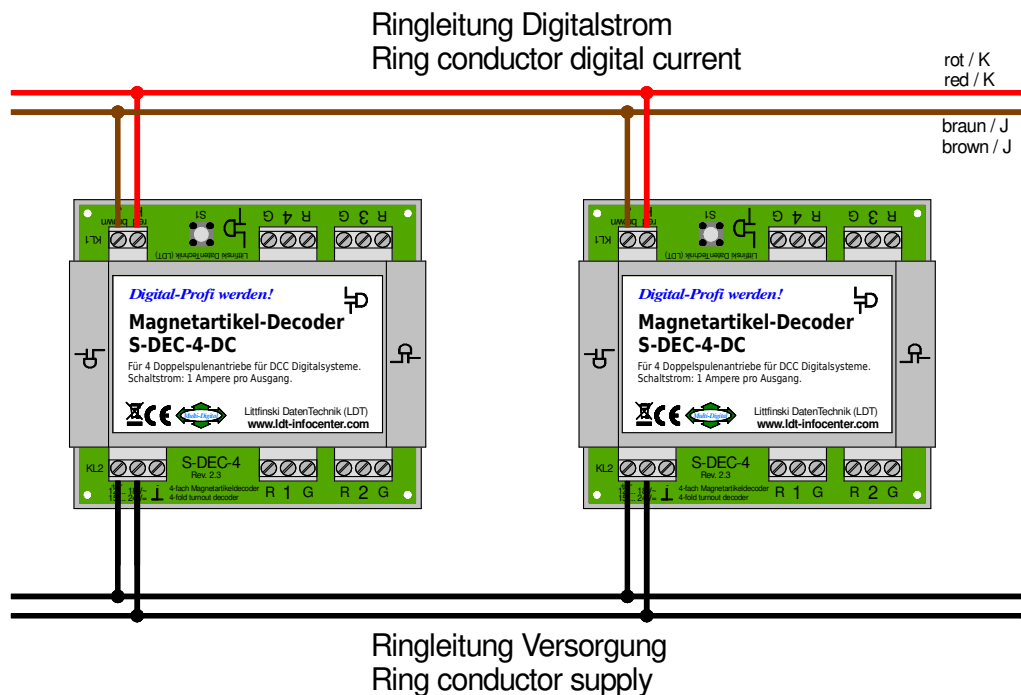 Ringleitung Digitalstrom
Ring conductor digital current
rot / K
red / K
braun / J
brown / J
brown
red
S1
G 4 R
G 3 R
KL1
Littfinski DatenTechnik (LDT)
Digital-Profi werden!
Magnetartikel-Decoder
S-DEC-4-DC
Für 4 Doppelspulenantriebe für DCC Digitalsysteme.
Schaltstrom: 1 Ampere pro Ausgang.
CE
Multi-Digital
Littfinski DatenTechnik (LDT)
www.ldt-infocenter.com
KL2
S-DEC-4
Rev. 2.3
4-fach Magnetartikeldecoder
4-fold turnout decoder
R 1 G
R 2 G
brown
red
S1
G 4 R
G 3 R
KL1
Littfinski DatenTechnik (LDT)
Digital-Profi werden!
Magnetartikel-Decoder
S-DEC-4-DC
Für 4 Doppelspulenantriebe für DCC Digitalsysteme.
Schaltstrom: 1 Ampere pro Ausgang.
CE
Multi-Digital
Littfinski DatenTechnik (LDT)
www.ldt-infocenter.com
KL2
S-DEC-4
Rev. 2.3
4-fach Magnetartikeldecoder
4-fold turnout decoder
R 1 G
R 2 G
Ringleitung Versorgung
Ring conductor supply